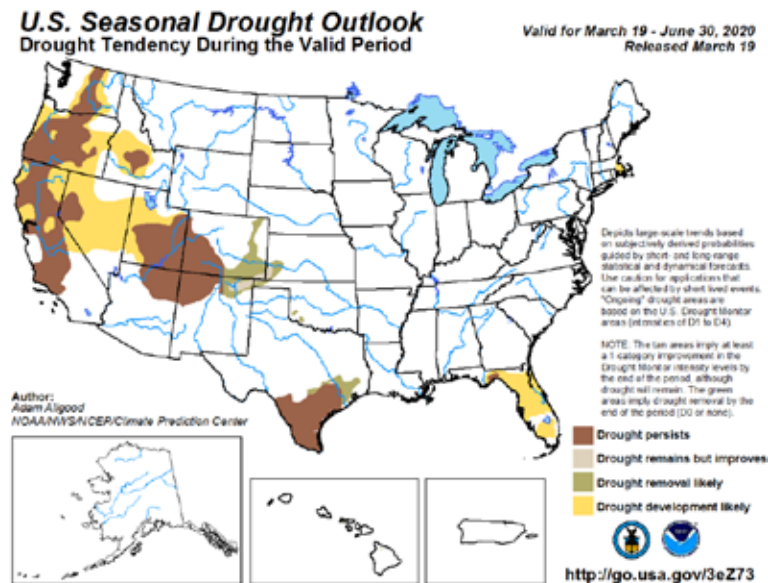 U.S. Seasonal Drought Outlook
Drought Tendency During the Valid Period
Valid for March 19 - June 30, 2020
Released March 19
Depicts large-scale trends based
on subjectively derived probabilities
guided by short- and long-range
statistical and dynamical forecasts.
Use caution for applications that
can be affected by short lived events.
"Ongoing" drought areas are
based on the U.S. Drought Monitor
areas (intensities of D1 to D4).
NOTE: The tan areas imply at least
a 1-category improvement in the
Drought Monitor intensity levels by
the end of the period, although
drought will remain. The green
areas imply drought removal by the
end of the period (D0 or none).
Author:
Adam Allgood
NOAA/NWS/NCEP/Climate Prediction Center
Drought persists
Drought remains but improves
Drought removal likely
Drought development likely
http://go.usa.gov/3eZ73